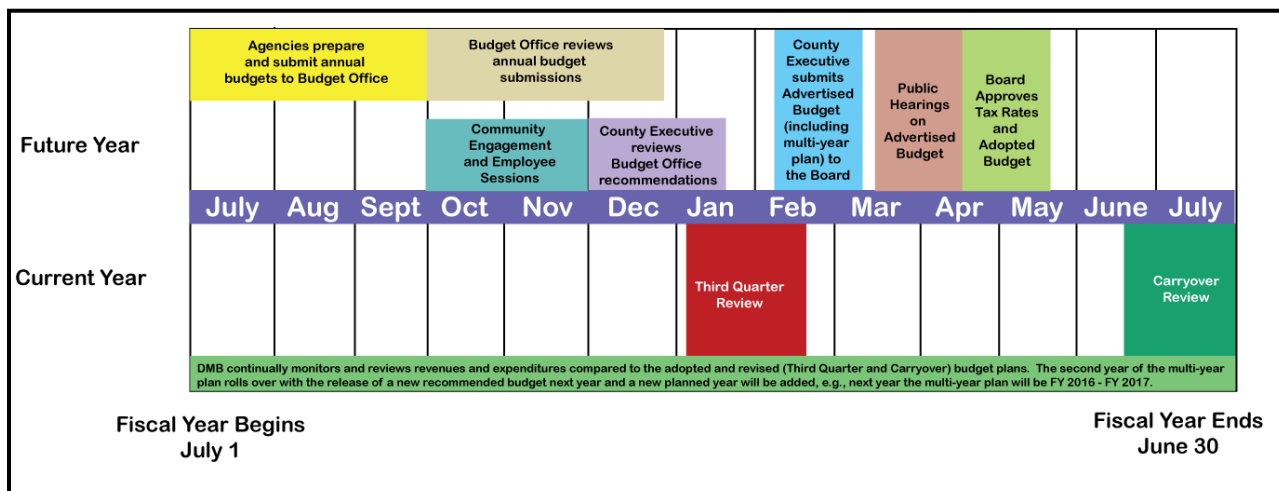 Agencies prepare
and submit annual
budgets to Budget Office
Budget Office reviews
annual budget
submissions
County
Executive
submits
Advertised
Budget
(including
multi-year
plan) to
the Board
Public
Hearings
on
Advertised
Budget
Board
Approves
Tax Rates
and
Adopted
Budget
Future Year
Community
Engagement
and Employee
Sessions
County Executive
reviews
Budget Office
recommendations
July Aug Sept Oct Nov Dec Jan Feb Mar Apr May June July
Current Year
Third Quarter
Review
Carryover
Review
DMB continually monitors and reviews revenues and expenditures compared to the adopted and revised (Third Quarter and Carryover) budget plans. The second year of the multi-year
plan rolls over with the release of a new recommended budget next year and a new planned year will be added, e.g., next year the multi-year plan will be FY 2016 - FY 2017.
Fiscal Year Begins
July 1
Fiscal Year Ends
June 30